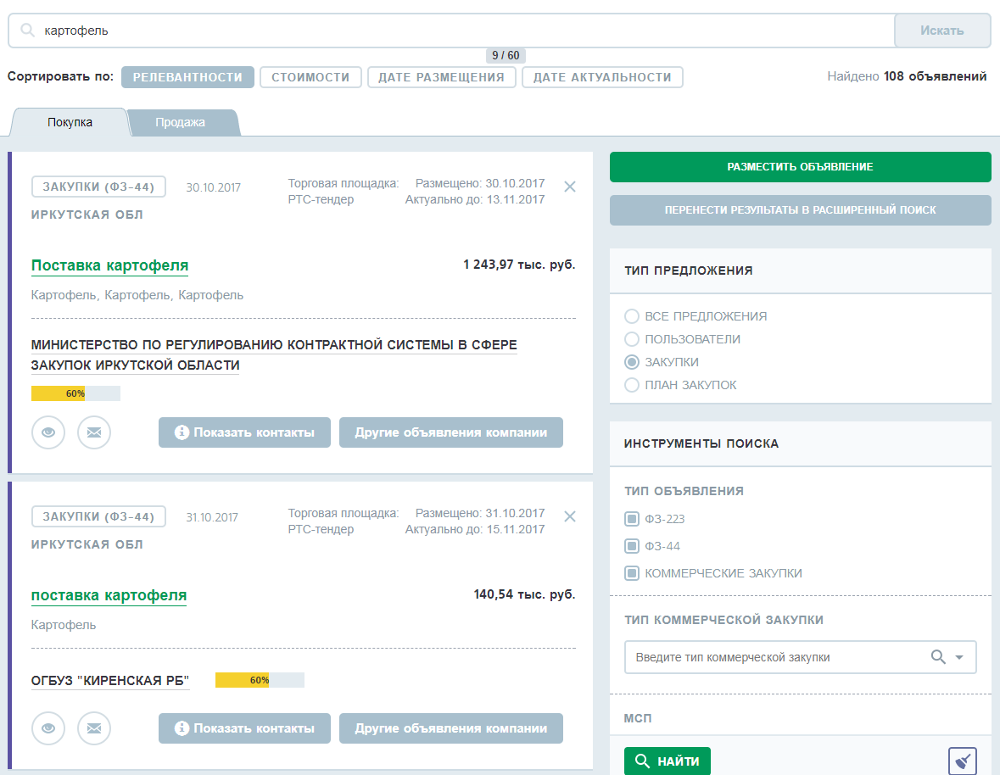 картофель
Искать
9 / 60
Сортировать по: РЕЛЕВАНТНОСТИ СТОИМОСТИ ДАТЕ РАЗМЕЩЕНИЯ ДАТЕ АКТУАЛЬНОСТИ
Найдено 108 объявлений
Покупка Продажа
ЗАКУПКИ (ФЗ-44) 30.10.2017
Торговая площадка: Размещено: 30.10.2017
РТС-тендер Актуально до: 13.11.2017
ИРКУТСКАЯ ОБЛ
Поставка картофеля 1 243,97 тыс. руб.
Картофель, Картофель, Картофель
МИНИСТЕРСТВО ПО РЕГУЛИРОВАНИЮ КОНТРАКТНОЙ СИСТЕМЫ В СФЕРЕ
ЗАКУПОК ИРКУТСКОЙ ОБЛАСТИ
60%
Показать контакты Другие объявления компании
ЗАКУПКИ (ФЗ-44) 31.10.2017
Торговая площадка: Размещено: 31.10.2017
РТС-тендер Актуально до: 15.11.2017
ИРКУТСКАЯ ОБЛ
поставка картофеля 140,54 тыс. руб.
Картофель
ОГБУЗ "КИРЕНСКАЯ РБ" 60%
Показать контакты Другие объявления компании
РАЗМЕСТИТЬ ОБЪЯВЛЕНИЕ
ПЕРЕНЕСТИ РЕЗУЛЬТАТЫ В РАСШИРЕННЫЙ ПОИСК
ТИП ПРЕДЛОЖЕНИЯ
ВСЕ ПРЕДЛОЖЕНИЯ
ПОЛЬЗОВАТЕЛИ
ЗАКУПКИ
ПЛАН ЗАКУПОК
ИНСТРУМЕНТЫ ПОИСКА
ТИП ОБЪЯВЛЕНИЯ
ФЗ-223
ФЗ-44
КОММЕРЧЕСКИЕ ЗАКУПКИ
ТИП КОММЕРЧЕСКОЙ ЗАКУПКИ
Введите тип коммерческой закупки
МСП
НАЙТИ